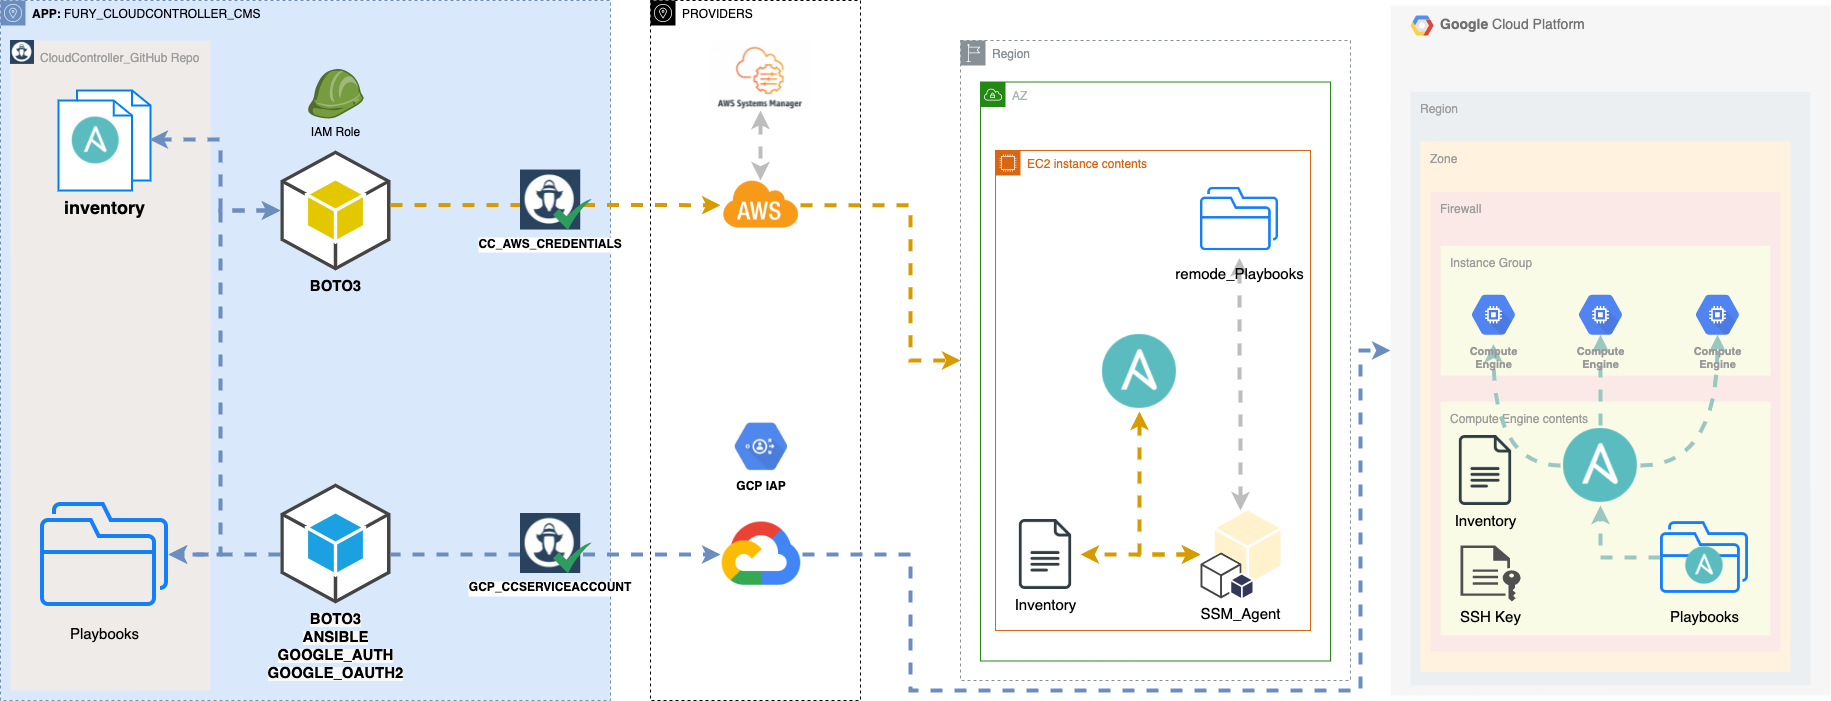 APP: FURY_CLOUDCONTROLLER_CMS
CloudController_GitHub Repo
inventory
Playbooks
IAM Role
BOTO3
CC_AWS_CREDENTIALS
BOTO3
ANSIBLE
GOOGLE_AUTH
GOOGLE_OAUTH2
GCP_CCSERVICEACCOUNT
PROVIDERS
AWS Systems Manager
AWS
GCP IAP
Region
AZ
EC2 instance contents
remode_Playbooks
Inventory
SSM_Agent
Google Cloud Platform
Region
Zone
Firewall
Instance Group
Compute
Engine
Compute
Engine
Compute
Engine
Compute Engine contents
Inventory
SSH Key
Playbooks